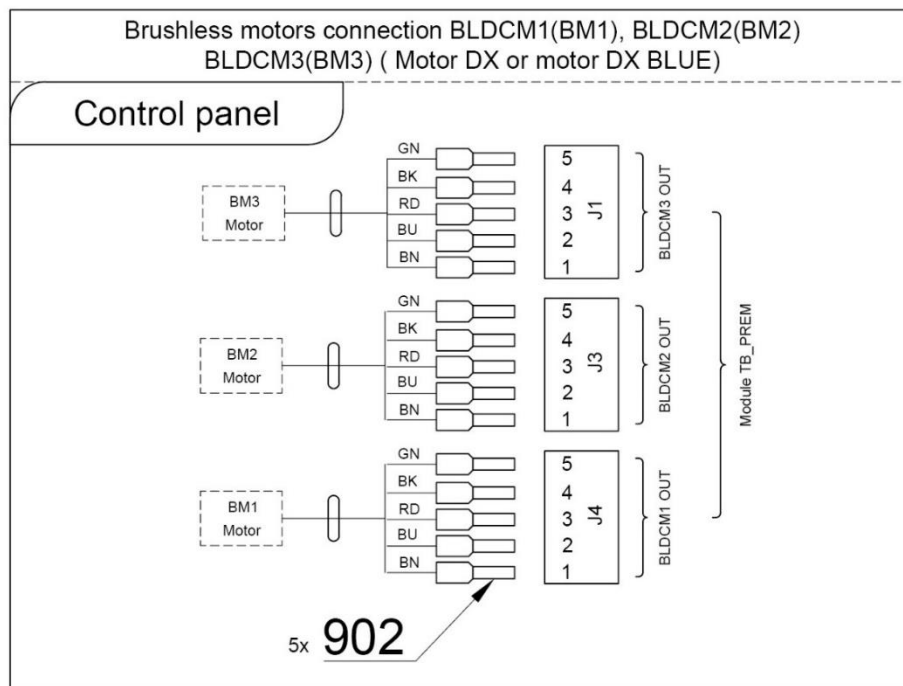 Brushless motors connection BLDCM1(BM1), BLDCM2(BM2)
BLDCM3(BM3) ( Motor DX or motor DX BLUE)
Control panel
BM3
Motor
GN
BK
RD
BU
BN
5
4
3
2
1
J1
BLDCM3 OUT
BM2
Motor
GN
BK
RD
BU
BN
5
4
3
2
1
J3
BLDCM2 OUT
Module TB_PREM
BM1
Motor
GN
BK
RD
BU
BN
5
4
3
2
1
J4
BLDCM1 OUT
5x 902